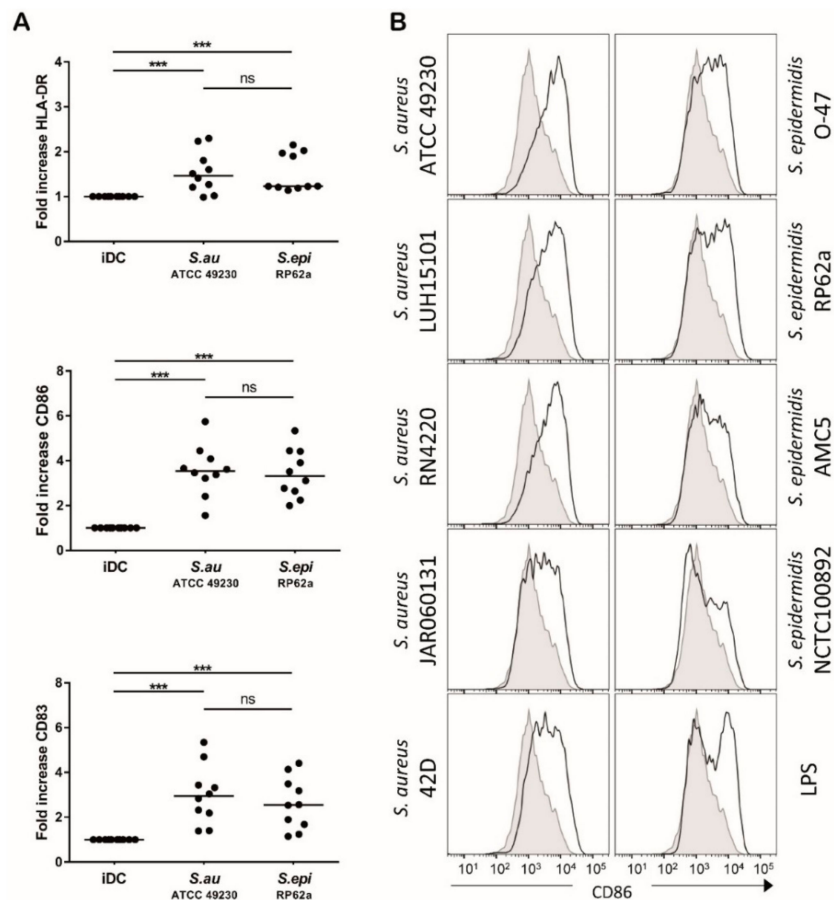 A
***
***
ns
Fold increase HLA-DR
4
3
2
1
0
iDC S.au S.epi
ATCC 49230 RP62a
***
***
ns
Fold increase CD86
8
6
4
2
0
iDC S.au S.epi
ATCC 49230 RP62a
***
***
ns
Fold increase CD83
8
6
4
2
0
iDC S.au S.epi
ATCC 49230 RP62a
B
S. aureus
ATCC 49230
S. epidermidis
O-47
S. aureus
LUH15101
S. epidermidis
RP62a
S. aureus
RN4220
S. epidermidis
AMC5
S. aureus
JAR060131
S. epidermidis
NCTC100892
S. aureus
42D
LPS
10¹ 10² 10³ 10⁴ 10⁵ 10¹ 10² 10³ 10⁴ 10⁵
CD86